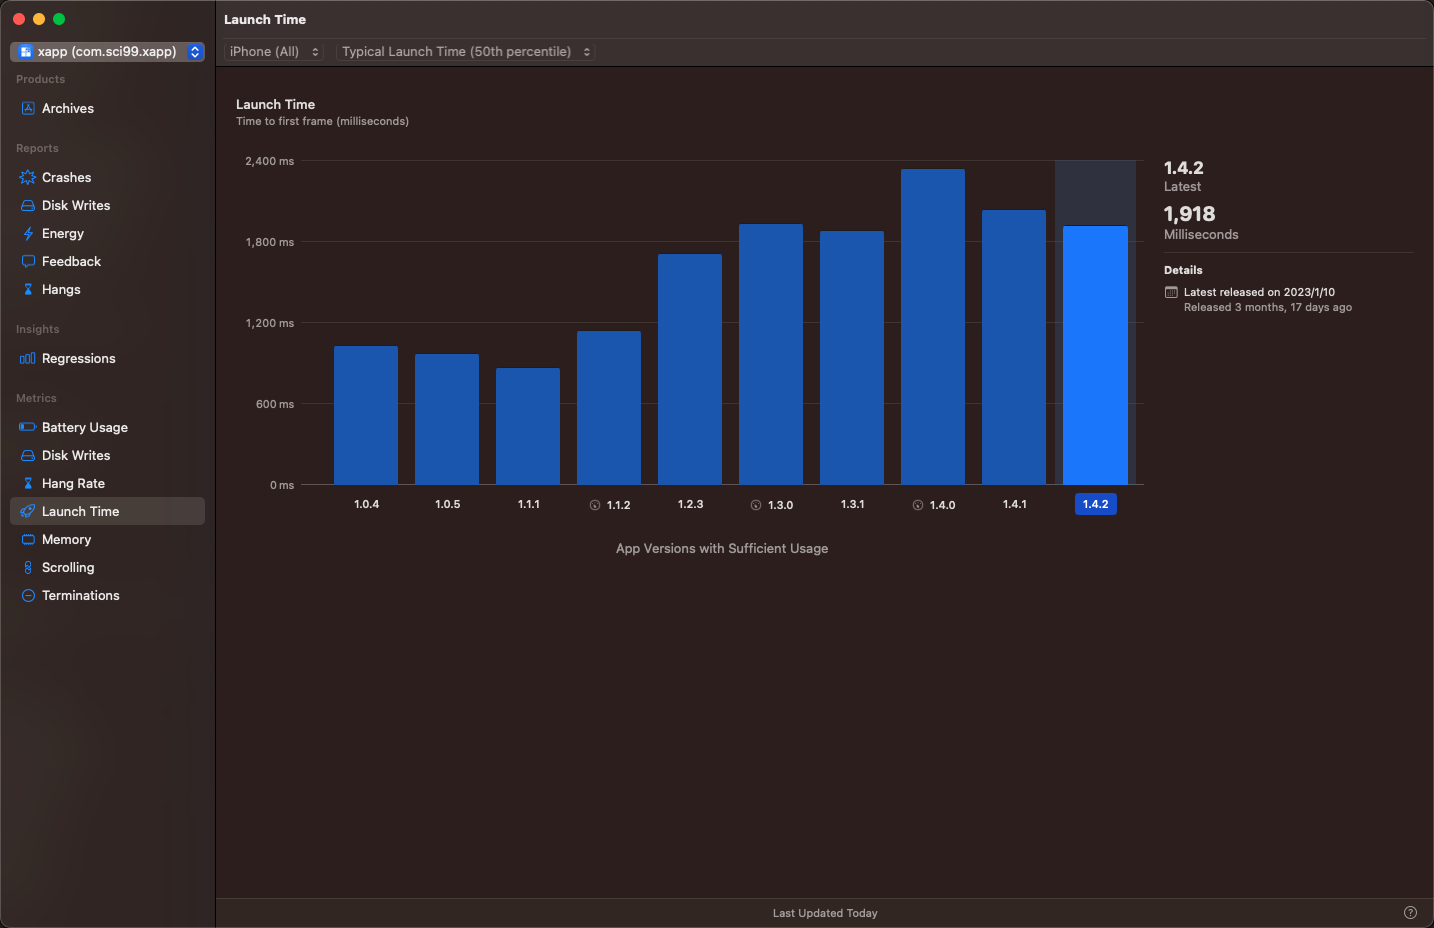 xapp (com.sci99.xapp)
Products
Archives
Reports
Crashes
Disk Writes
Energy
Feedback
Hangs
Insights
Regressions
Metrics
Battery Usage
Disk Writes
Hang Rate
Launch Time
Memory
Scrolling
Terminations
Launch Time
iPhone (All)
Typical Launch Time (50th percentile)
Launch Time
Time to first frame (milliseconds)
2,400 ms
1,800 ms
1,200 ms
600 ms
0 ms
1.0.4 1.0.5 1.1.1 1.1.2 1.2.3 1.3.0 1.3.1 1.4.0 1.4.1 1.4.2
App Versions with Sufficient Usage
1.4.2
Latest
1,918
Milliseconds
Details
Latest released on 2023/1/10
Released 3 months, 17 days ago
Last Updated Today
?